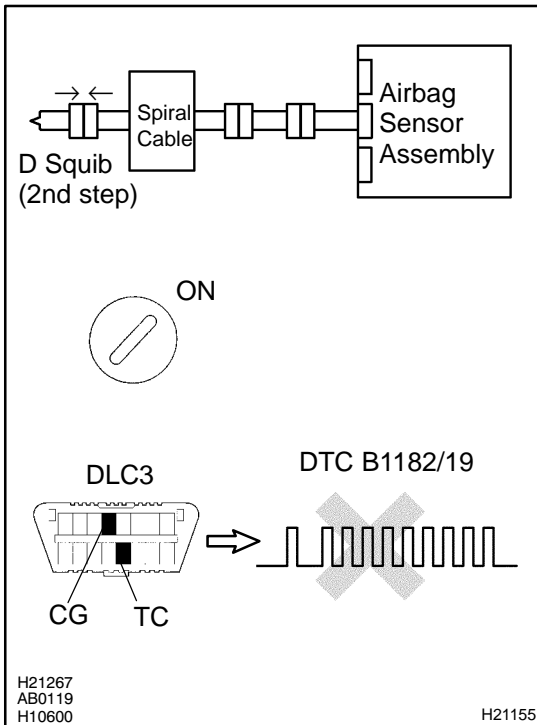 Spiral
Cable
Airbag
Sensor
Assembly
D Squib
(2nd step)
ON
DLC3
DTC B1182/19
CG
TC
H21267
AB0119
H10600
H21155